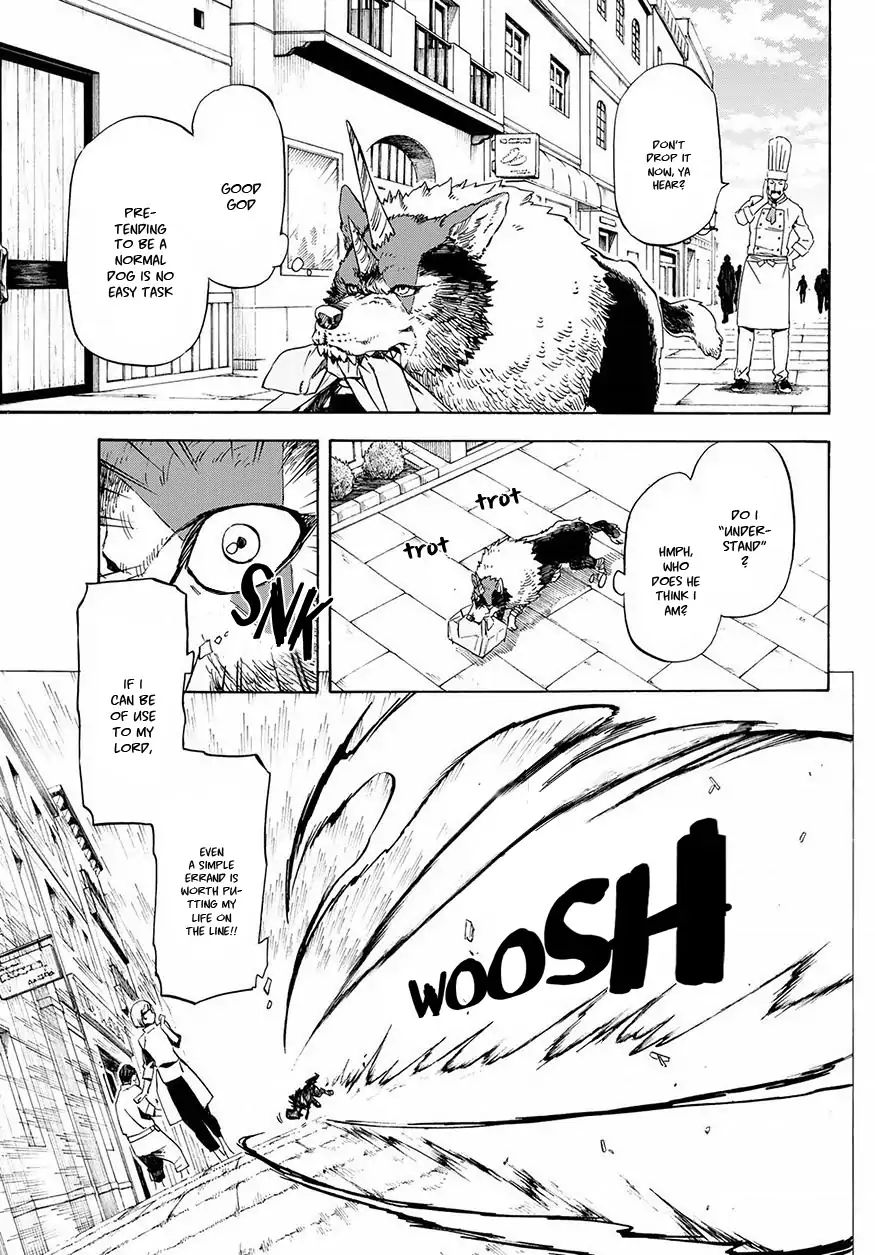 DON'T
DROP IT
NOW, YA
HEAR?
GOOD
GOD
PRE-
TENDING
TO BE A
NORMAL
DOG IS NO
EASY TASK
DO I
"UNDER-
STAND"
?
HMPH,
WHO
DOES HE
THINK I
AM?
trot
trot
SNK
IF I
CAN BE
OF USE
TO MY
LORD,
EVEN
A SIMPLE
ERRAND IS
WORTH PU-
TTING MY
LIFE ON
THE LINE!!
WOOSH